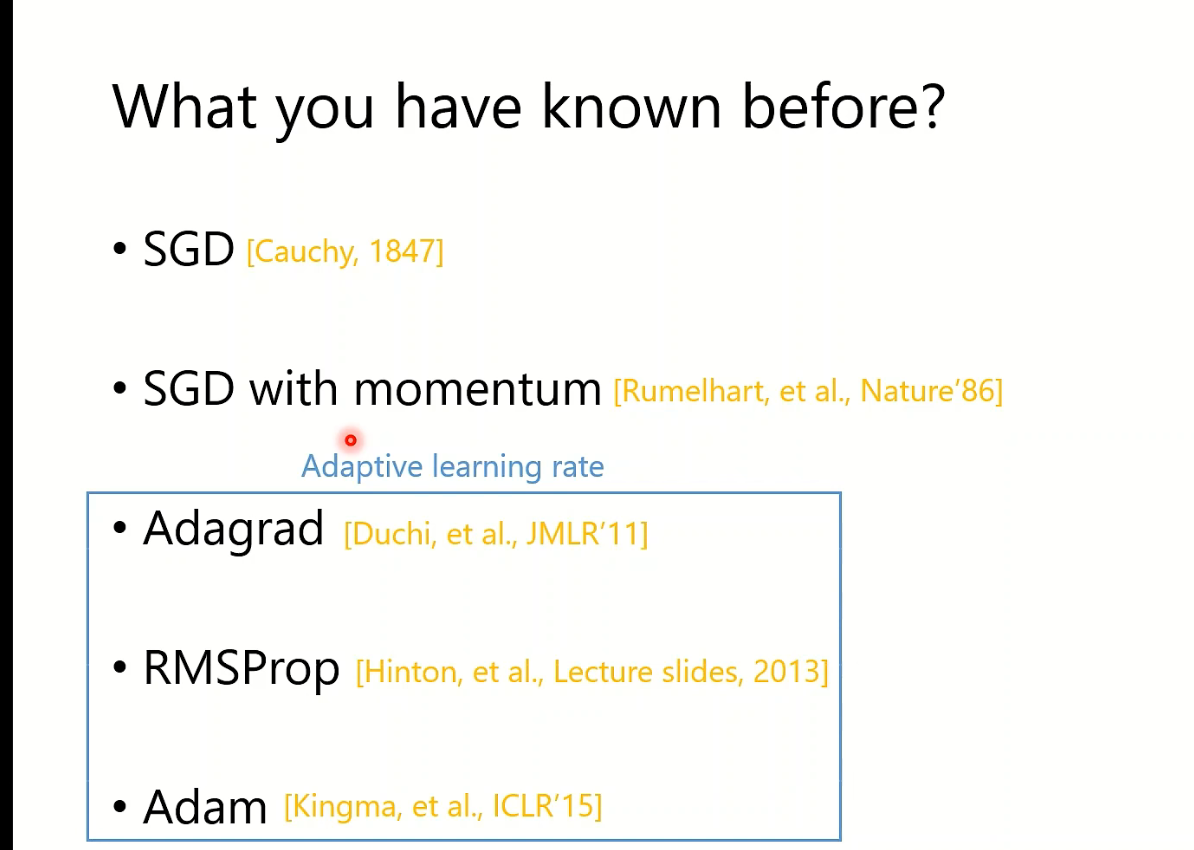 What you have known before?
• SGD [Cauchy, 1847]
• SGD with momentum [Rumelhart, et al., Nature’86]
Adaptive learning rate
• Adagrad [Duchi, et al., JMLR’11]
• RMSProp [Hinton, et al., Lecture slides, 2013]
• Adam [Kingma, et al., ICLR’15]